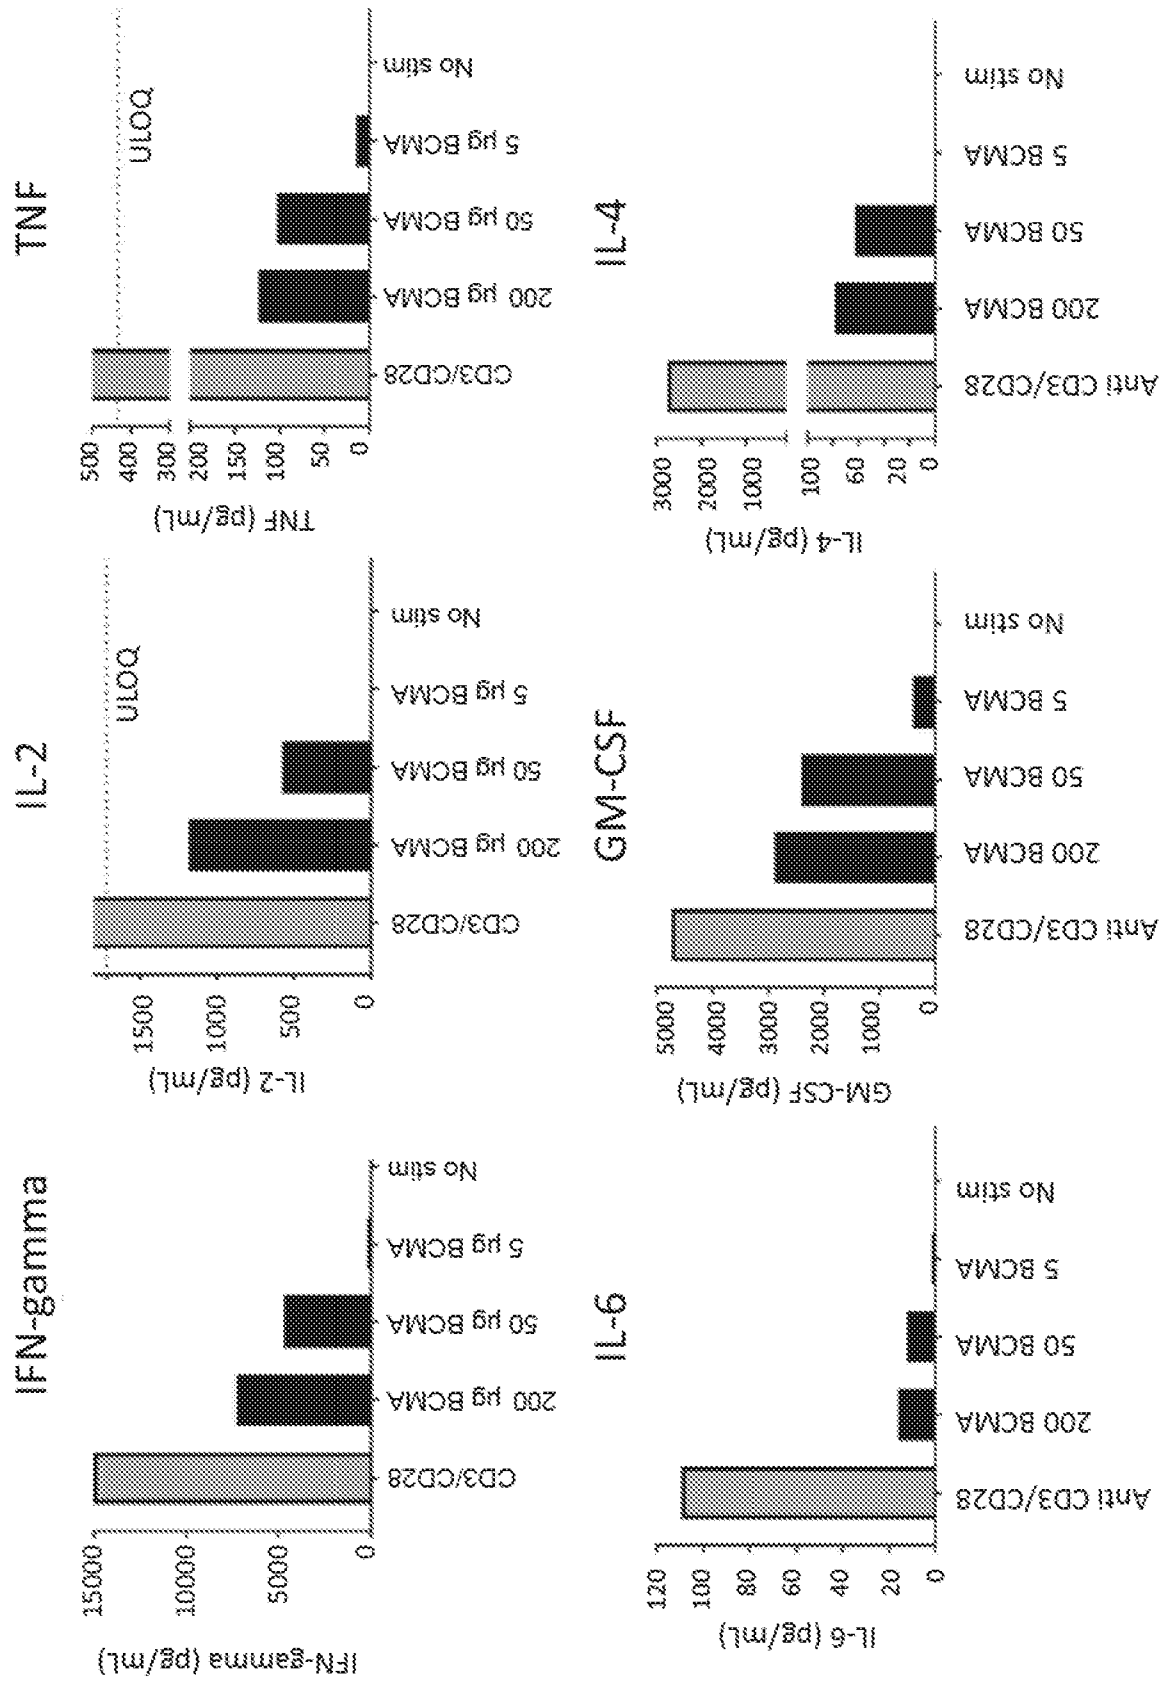 IFN-gamma
IFN-gamma (pg/mL)
15000
10000
5000
0
CD3/CD28
200 µg BCMA
50 µg BCMA
5 µg BCMA
No stim
IL-2
IL-2 (pg/mL)
1500
1000
500
0
ULOQ
CD3/CD28
200 µg BCMA
50 µg BCMA
5 µg BCMA
No stim
TNF
TNF (pg/mL)
500
400
300
200
150
100
50
0
ULOQ
CD3/CD28
200 µg BCMA
50 µg BCMA
5 µg BCMA
No stim
IL-6
IL-6 (pg/mL)
120
100
80
60
40
20
0
Anti CD3/CD28
200 BCMA
50 BCMA
5 BCMA
No stim
GM-CSF
GM-CSF (pg/mL)
5000
4000
3000
2000
1000
0
Anti CD3/CD28
200 BCMA
50 BCMA
5 BCMA
No stim
IL-4
IL-4 (pg/mL)
3000
2000
1000
100
60
20
0
Anti CD3/CD28
200 BCMA
50 BCMA
5 BCMA
No stim